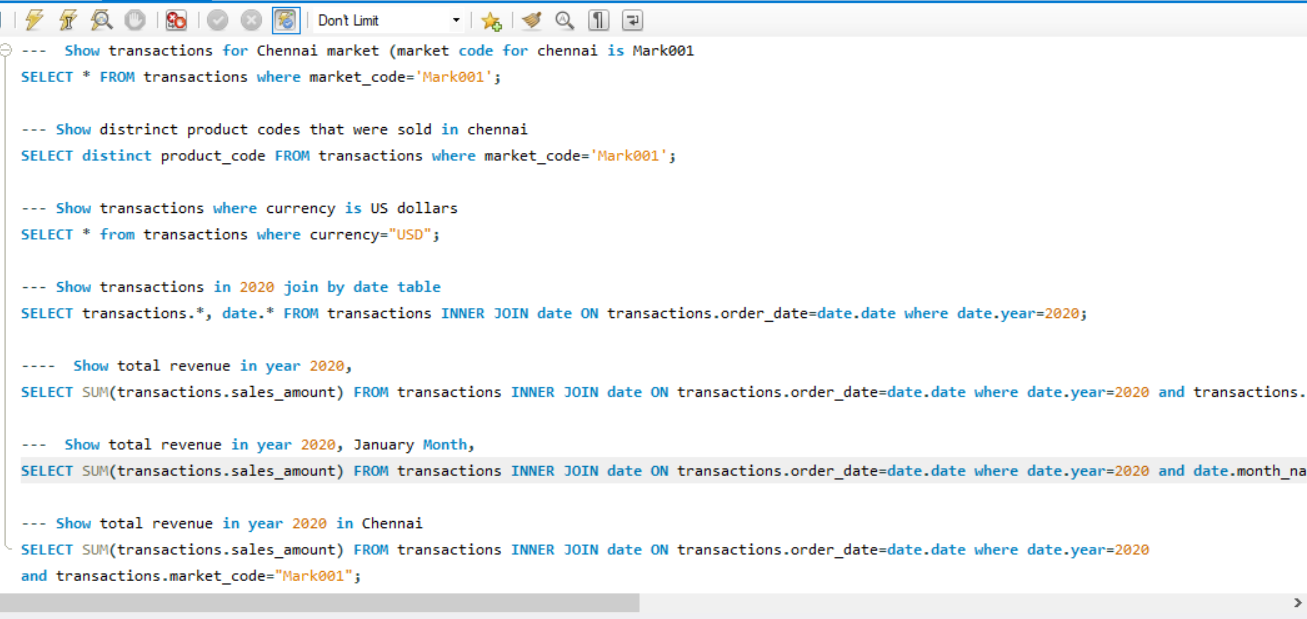 Don't Limit
--- Show transactions for Chennai market (market code for chennai is Mark001
SELECT * FROM transactions where market_code='Mark001';
--- Show distrinct product codes that were sold in chennai
SELECT distinct product_code FROM transactions where market_code='Mark001';
--- Show transactions where currency is US dollars
SELECT * from transactions where currency="USD";
--- Show transactions in 2020 join by date table
SELECT transactions.*, date.* FROM transactions INNER JOIN date ON transactions.order_date=date.date where date.year=2020;
---- Show total revenue in year 2020,
SELECT SUM(transactions.sales_amount) FROM transactions INNER JOIN date ON transactions.order_date=date.date where date.year=2020 and transactions.
--- Show total revenue in year 2020, January Month,
SELECT SUM(transactions.sales_amount) FROM transactions INNER JOIN date ON transactions.order_date=date.date where date.year=2020 and date.month_na
--- Show total revenue in year 2020 in Chennai
SELECT SUM(transactions.sales_amount) FROM transactions INNER JOIN date ON transactions.order_date=date.date where date.year=2020
and transactions.market_code="Mark001";